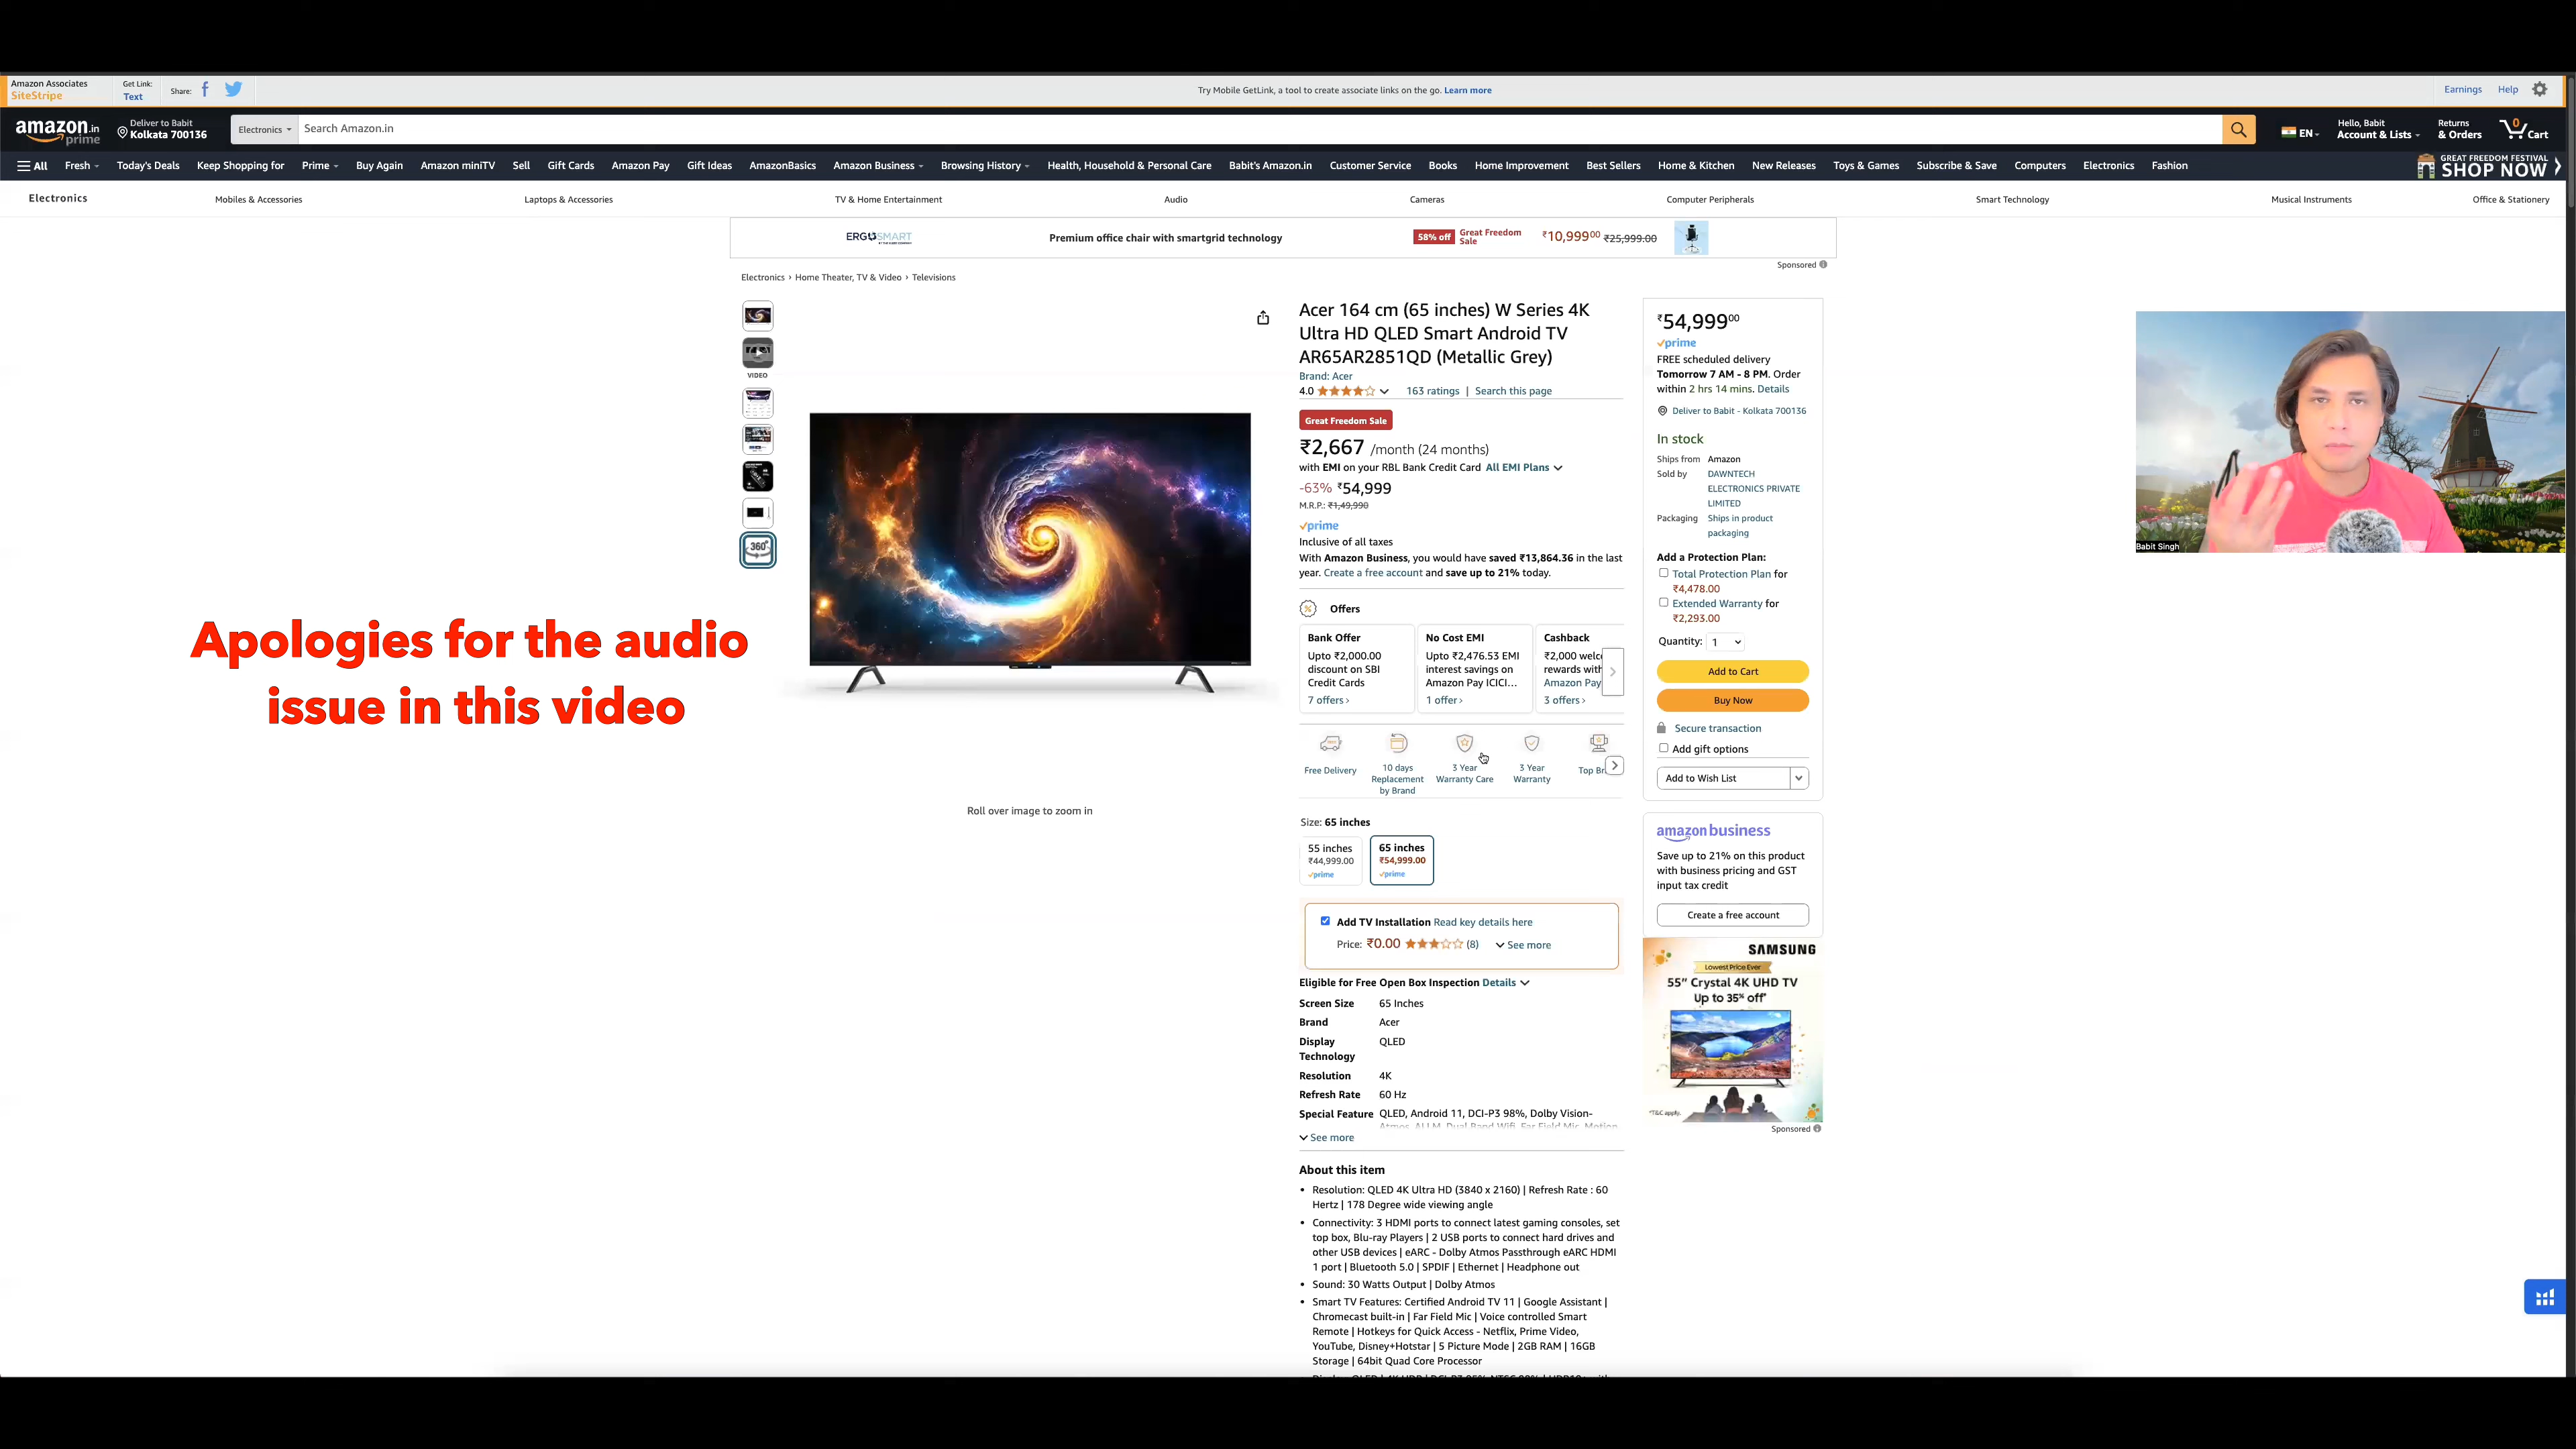 Amazon Associates
SiteStripe
Get Link:
Text
Share:
Try Mobile GetLink, a tool to create associate links on the go. Learn more
Earnings
Help
amazon.in
prime
Deliver to Babit
Kolkata 700136
Electronics
Search Amazon.in
EN
Hello, Babit
Account & Lists
Returns
& Orders
0
Cart
All
Fresh
Today's Deals
Keep Shopping for
Prime
Buy Again
Amazon miniTV
Sell
Gift Cards
Amazon Pay
Gift Ideas
AmazonBasics
Amazon Business
Browsing History
Health, Household & Personal Care
Babit's Amazon.in
Customer Service
Books
Home Improvement
Best Sellers
Home & Kitchen
New Releases
Toys & Games
Subscribe & Save
Computers
Electronics
Fashion
GREAT FREEDOM FESTIVAL
SHOP NOW
Electronics
Mobiles & Accessories
Laptops & Accessories
TV & Home Entertainment
Audio
Cameras
Computer Peripherals
Smart Technology
Musical Instruments
Office & Stationery
ERGOSMART
Premium office chair with smartgrid technology
58% off
Great Freedom
Sale
₹10,999.00 ₹25,999.00
Sponsored
Electronics › Home Theater, TV & Video › Televisions
VIDEO
360°
Roll over image to zoom in
Apologies for the audio
issue in this video
Acer 164 cm (65 inches) W Series 4K
Ultra HD QLED Smart Android TV
AR65AR2851QD (Metallic Grey)
Brand: Acer
4.0
163 ratings | Search this page
Great Freedom Sale
₹2,667 /month (24 months)
with EMI on your RBL Bank Credit Card All EMI Plans
-63% ₹54,999
M.R.P.: ₹1,49,990
prime
Inclusive of all taxes
With Amazon Business, you would have saved ₹13,864.36 in the last
year. Create a free account and save up to 21% today.
Offers
Bank Offer
Upto ₹2,000.00
discount on SBI
Credit Cards
7 offers ›
No Cost EMI
Upto ₹2,476.53 EMI
interest savings on
Amazon Pay ICICI…
1 offer ›
Cashback
₹2,000 welc
rewards with
Amazon Pay
3 offers ›
Free Delivery
10 days
Replacement
by Brand
3 Year
Warranty Care
3 Year
Warranty
Top Br
Size: 65 inches
55 inches
₹44,999.00
prime
65 inches
₹54,999.00
prime
Add TV Installation Read key details here
Price: ₹0.00 (8) See more
Eligible for Free Open Box Inspection Details
Screen Size 65 Inches
Brand Acer
Display
Technology
QLED
Resolution 4K
Refresh Rate 60 Hz
Special Feature QLED, Android 11, DCI-P3 98%, Dolby Vision-
Atmos, ALLM, Dual Band Wifi, Far Field Mic, Motion
See more
About this item
• Resolution: QLED 4K Ultra HD (3840 x 2160) | Refresh Rate : 60
Hertz | 178 Degree wide viewing angle
• Connectivity: 3 HDMI ports to connect latest gaming consoles, set
top box, Blu-ray Players | 2 USB ports to connect hard drives and
other USB devices | eARC - Dolby Atmos Passthrough eARC HDMI
1 port | Bluetooth 5.0 | SPDIF | Ethernet | Headphone out
• Sound: 30 Watts Output | Dolby Atmos
• Smart TV Features: Certified Android TV 11 | Google Assistant |
Chromecast built-in | Far Field Mic | Voice controlled Smart
Remote | Hotkeys for Quick Access - Netflix, Prime Video,
YouTube, Disney+Hotstar | 5 Picture Mode | 2GB RAM | 16GB
Storage | 64bit Quad Core Processor
₹54,999.00
prime
FREE scheduled delivery
Tomorrow 7 AM - 8 PM. Order
within 2 hrs 14 mins. Details
Deliver to Babit - Kolkata 700136
In stock
Ships from Amazon
Sold by DAWNTECH
ELECTRONICS PRIVATE
LIMITED
Packaging Ships in product
packaging
Add a Protection Plan:
Total Protection Plan for
₹4,478.00
Extended Warranty for
₹2,293.00
Quantity: 1
Add to Cart
Buy Now
Secure transaction
Add gift options
Add to Wish List
amazon business
Save up to 21% on this product
with business pricing and GST
input tax credit
Create a free account
SAMSUNG
Lowest Price Ever
55" Crystal 4K UHD TV
Up to 35% off*
*T&C apply.
Sponsored
Babit Singh